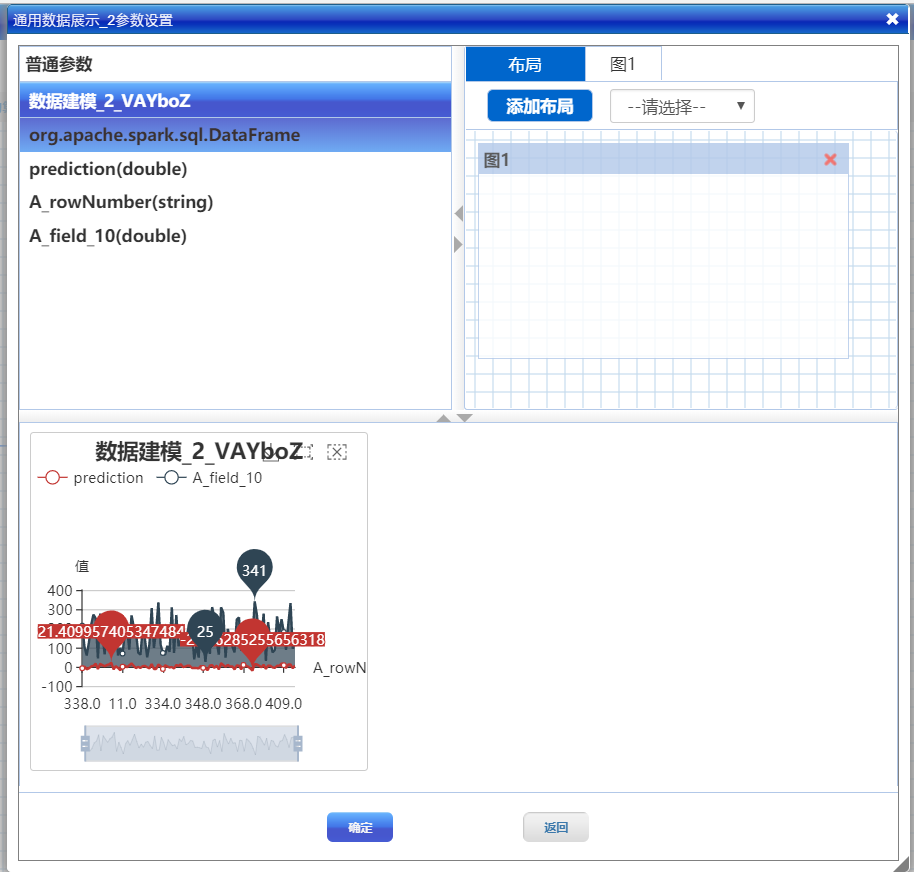 通用数据展示_2参数设置
普通参数
数据建模_2_VAYboZ
org.apache.spark.sql.DataFrame
prediction(double)
A_rowNumber(string)
A_field_10(double)
布局 图1
添加布局 --请选择--
图1
数据建模_2_VAYboZ
prediction A_field_10
值
341
400
300
21.409957405347484 25 285255656318
100
0
A_rowN
-100
338.0 11.0 334.0 348.0 368.0 409.0
确定 返回